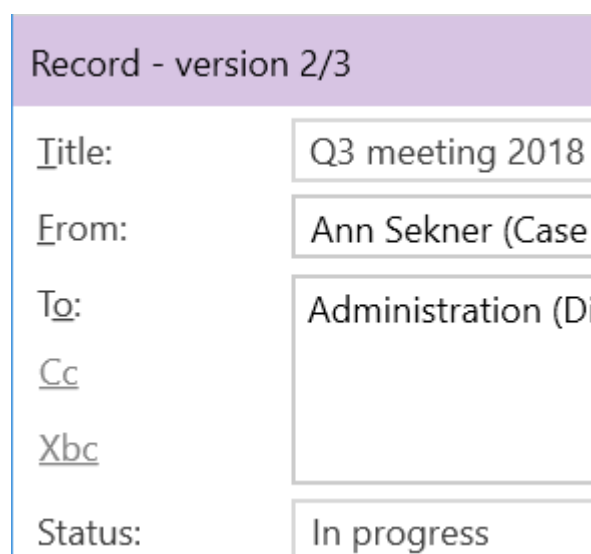 Record - version 2/3
Title: Q3 meeting 2018
From: Ann Sekner (Case
To: Administration (Di
Cc
Xbc
Status: In progress